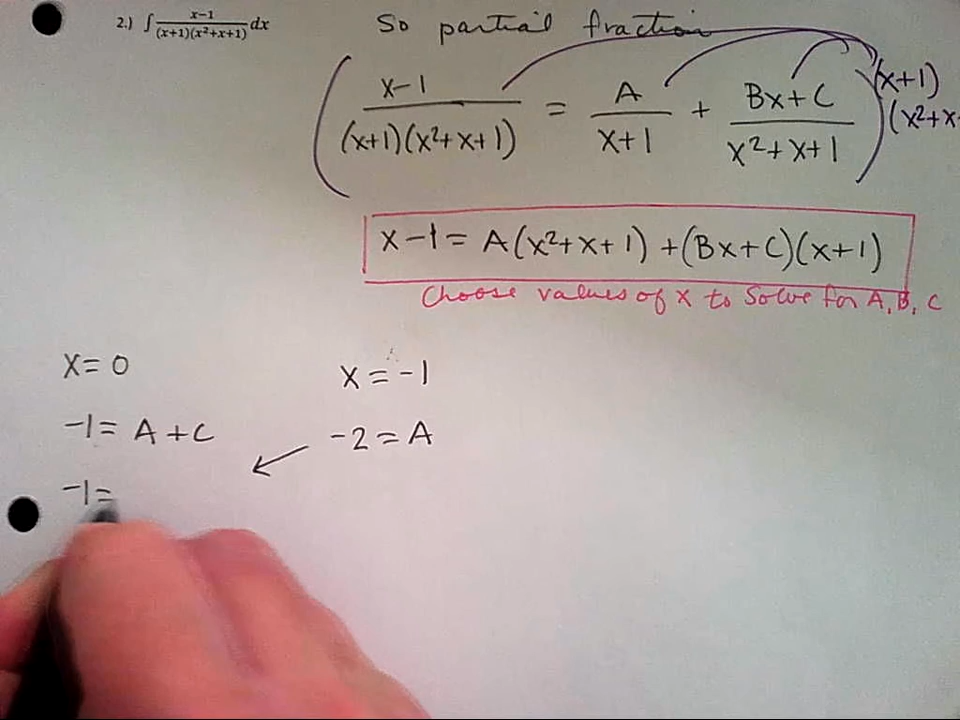 2.) ∫ x-1/(x+1)(x²+x+1) dx
So partial fraction
( x-1/(x+1)(x²+x+1) = A/x+1 + Bx+C/x²+x+1 ) (x+1)
(x²+x
x-1 = A(x²+x+1) + (Bx+C)(x+1)
Choose values of x to Solve for A, B, C
x = 0
-1 = A + C
-1 =
x = -1
-2 = A